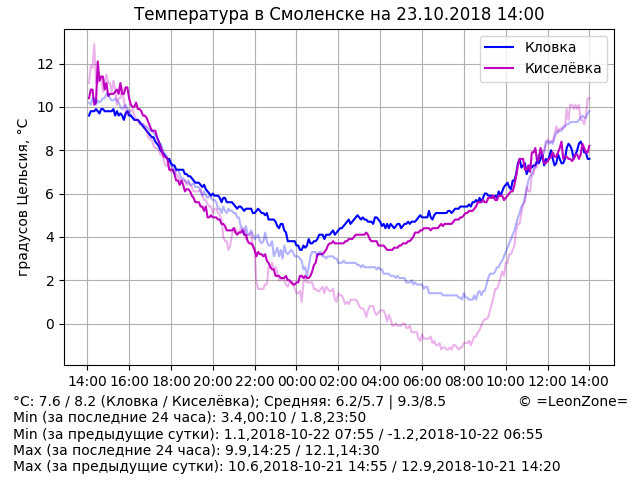 Температура в Смоленске на 23.10.2018 14:00
Кловка
Киселёвка
градусов Цельсия, °C
12
10
8
6
4
2
0
14:00 16:00 18:00 20:00 22:00 00:00 02:00 04:00 06:00 08:00 10:00 12:00 14:00
°C: 7.6 / 8.2 (Кловка / Киселёвка); Средняя: 6.2/5.7 | 9.3/8.5 © =LeonZone=
Min (за последние 24 часа): 3.4,00:10 / 1.8,23:50
Min (за предыдущие сутки): 1.1,2018-10-22 07:55 / -1.2,2018-10-22 06:55
Max (за последние 24 часа): 9.9,14:25 / 12.1,14:30
Max (за предыдущие сутки): 10.6,2018-10-21 14:55 / 12.9,2018-10-21 14:20